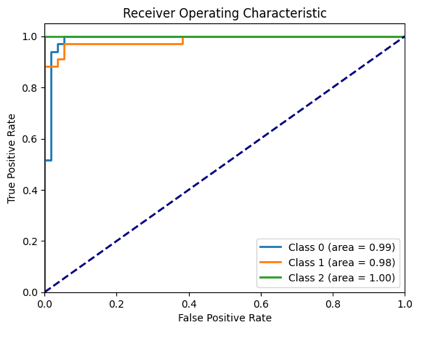 Receiver Operating Characteristic
1.0
0.8
0.6
0.4
0.2
0.0
True Positive Rate
Class 0 (area = 0.99)
Class 1 (area = 0.98)
Class 2 (area = 1.00)
0.0 0.2 0.4 0.6 0.8 1.0
False Positive Rate